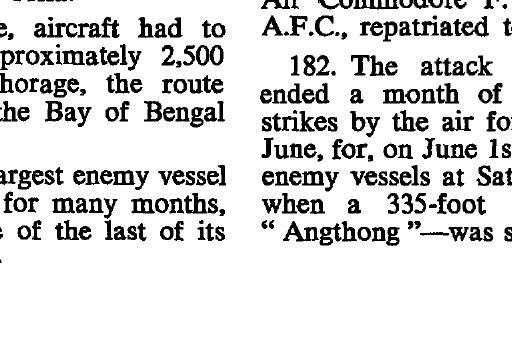 e, aircraft had to
proximately 2,500
horage, the route
the Bay of Bengal
argest enemy vessel
for many months,
e of the last of its
Air Commodore F.
A.F.C., repatriated t
182. The attack
ended a month of
strikes by the air fo
June, for, on June 1s
enemy vessels at Sat
when a 335-foot
“ Angthong ”—was s